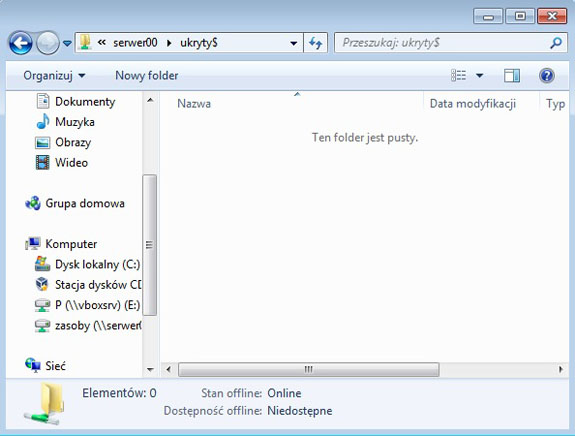 « serwer00 ▸ ukryty$ Przeszukaj: ukryty$
Organizuj Nowy folder
Dokumenty
Muzyka
Obrazy
Wideo
Grupa domowa
Komputer
Dysk lokalny (C:)
Stacja dysków CD
P (\\vboxsrv) (E:)
zasoby (\\serwer0
Sieć
Nazwa Data modyfikacji Typ
Ten folder jest pusty.
Elementów: 0 Stan offline: Online
Dostępność offline: Niedostępne